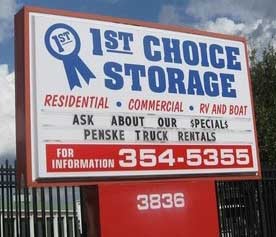 1ST
1ST CHOICE
STORAGE
RESIDENTIAL • COMMERCIAL • RV AND BOAT
ASK ABOUT OUR SPECIALS
PENSKE TRUCK RENTALS
FOR
INFORMATION 354-5355
3836